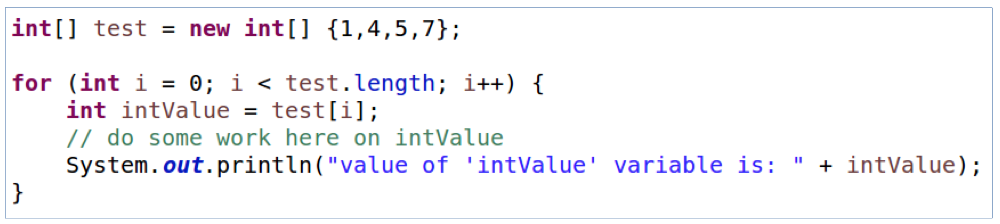 int[] test = new int[] {1,4,5,7};
for (int i = 0; i < test.length; i++) {
    int intValue = test[i];
    // do some work here on intValue
    System.out.println("value of 'intValue' variable is: " + intValue);
}